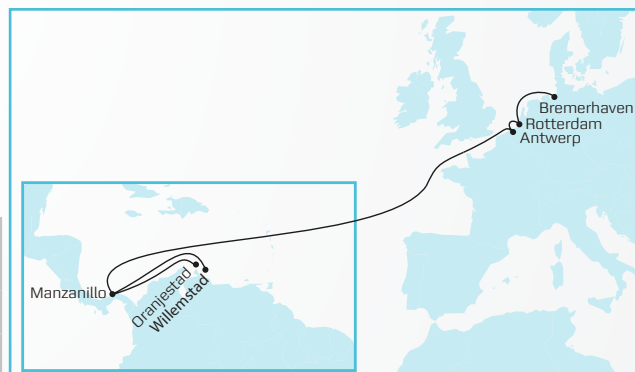 Bremerhaven
Rotterdam
Antwerp
Manzanillo
Oranjestad
Willemstad